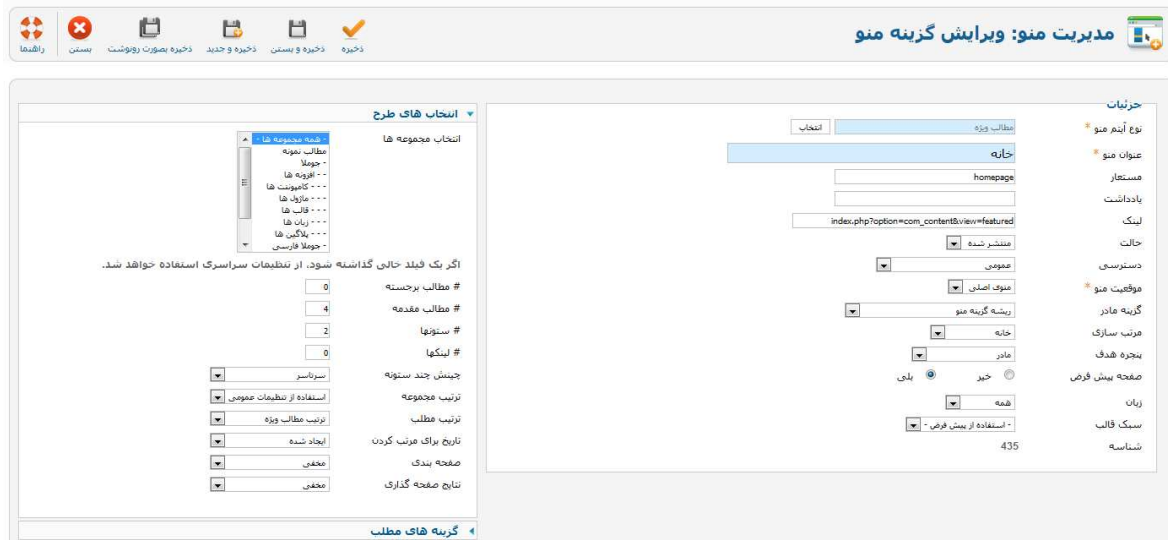 مدیریت منو: ویرایش گزینه منو
ذخیره
ذخیره و بستن
ذخیره و جدید
ذخیره بصورت رونوشت
بستن
راهنما
جزئیات
نوع آیتم منو *
مطالب ویژه
انتخاب
عنوان منو *
خانه
مستعار
homepage
یادداشت
لینک
index.php?option=com_content&view=featured
حالت
منتشر شده
دسترسی
عمومی
موقعیت منو *
منوی اصلی
گزینه مادر
ریشه گزینه منو
مرتب سازی
خانه
پنجره هدف
مادر
صفحه پیش فرض
خیر
بلی
زبان
همه
سبک قالب
- استفاده از پیش فرض -
شناسه
435
انتخاب های طرح
انتخاب مجموعه ها
- همه مجموعه ها -
مطالب نمونه
- جوملا
- - افزونه ها
- - - کامپوننت ها
- - - ماژول ها
- - - قالب ها
- - - زبان ها
- - - پلاگین ها
- جوملا فارسی
اگر یک فیلد خالی گذاشته شود، از تنظیمات سراسری استفاده خواهد شد.
# مطالب برجسته
0
# مطالب مقدمه
4
# ستونها
2
# لینکها
0
چینش چند ستونه
سرتاسر
ترتیب مجموعه
استفاده از تنظیمات عمومی
ترتیب مطلب
ترتیب مطالب ویژه
تاریخ برای مرتب کردن
ایجاد شده
صفحه بندی
مخفی
نتایج صفحه گذاری
مخفی
گزینه های مطلب